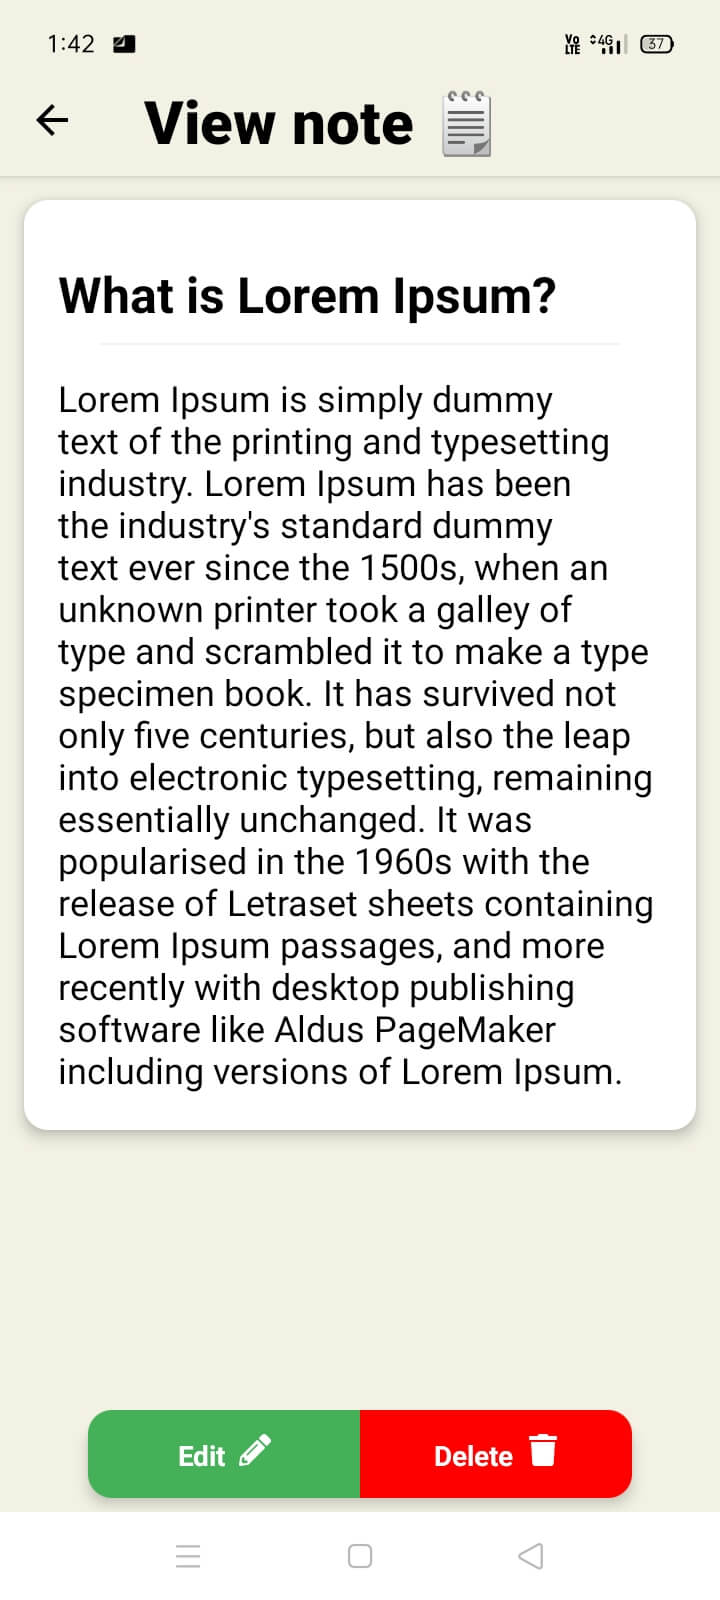 1:42 Vo LTE 4G 37
View note
What is Lorem Ipsum?
Lorem Ipsum is simply dummy
text of the printing and typesetting
industry. Lorem Ipsum has been
the industry's standard dummy
text ever since the 1500s, when an
unknown printer took a galley of
type and scrambled it to make a type
specimen book. It has survived not
only five centuries, but also the leap
into electronic typesetting, remaining
essentially unchanged. It was
popularised in the 1960s with the
release of Letraset sheets containing
Lorem Ipsum passages, and more
recently with desktop publishing
software like Aldus PageMaker
including versions of Lorem Ipsum.
Edit Delete